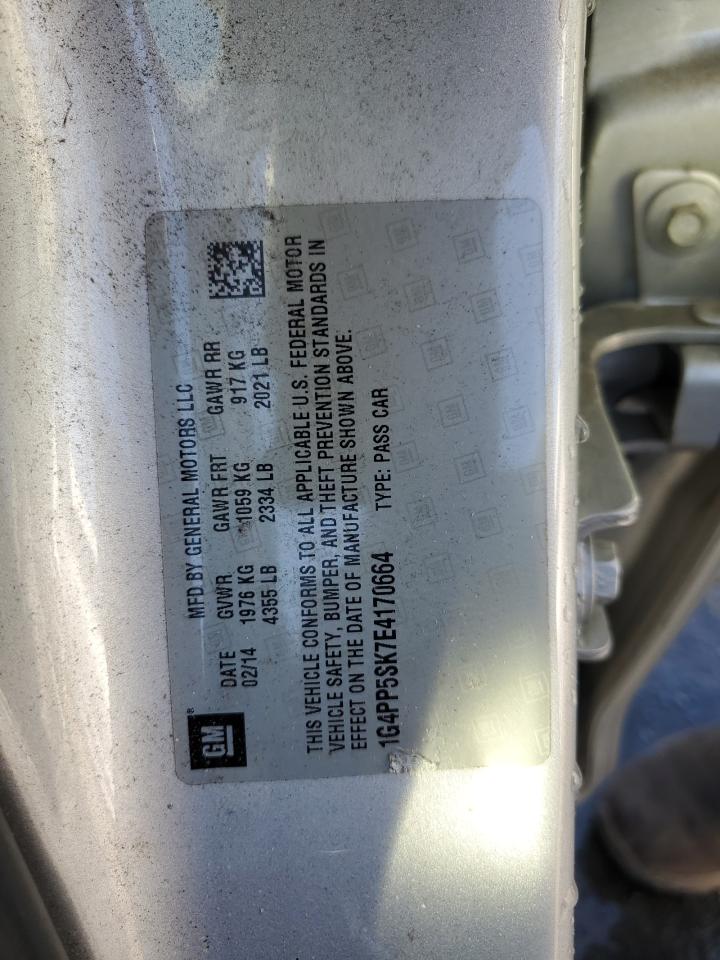 GM®
MFD BY GENERAL MOTORS LLC
DATE GVWR GAWR FRT GAWR RR
02/14 1976 KG 1059 KG 917 KG
4355 LB 2334 LB 2021 LB
THIS VEHICLE CONFORMS TO ALL APPLICABLE U.S. FEDERAL MOTOR
VEHICLE SAFETY, BUMPER, AND THEFT PREVENTION STANDARDS IN
EFFECT ON THE DATE OF MANUFACTURE SHOWN ABOVE.
1G4PP5SK7E4170664 TYPE: PASS CAR